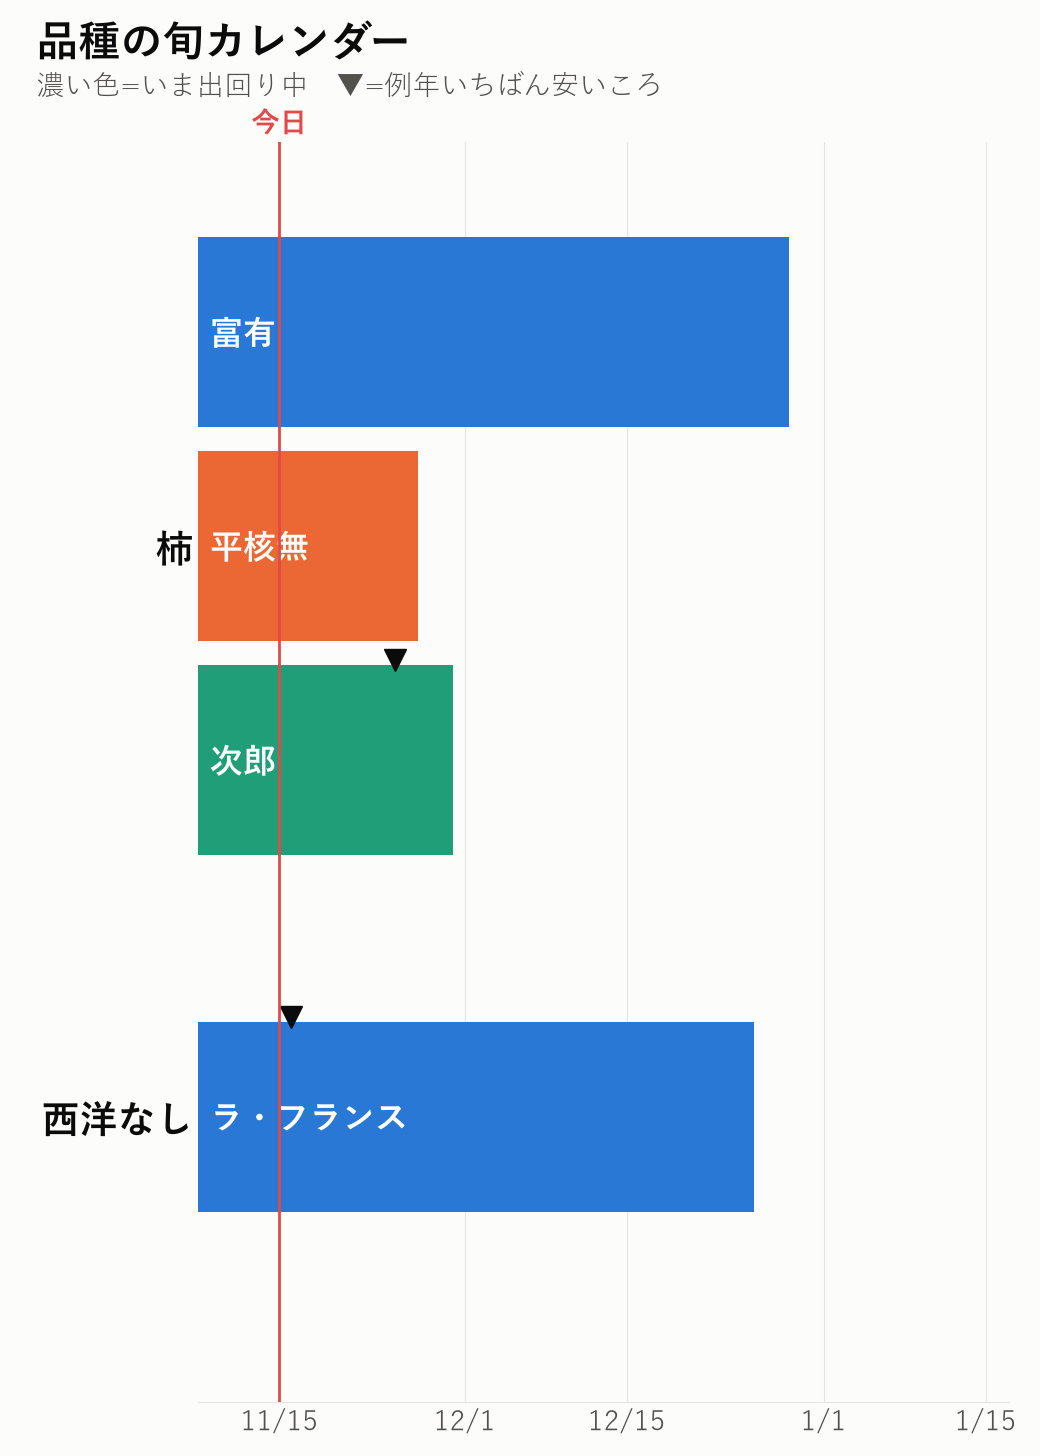 品種の旬カレンダー
濃い色=いま出回り中　▼=例年いちばん安いころ
今日
富有
柿
平核無
次郎
西洋なし
ラ・フランス
11/15
12/1
12/15
1/1
1/15